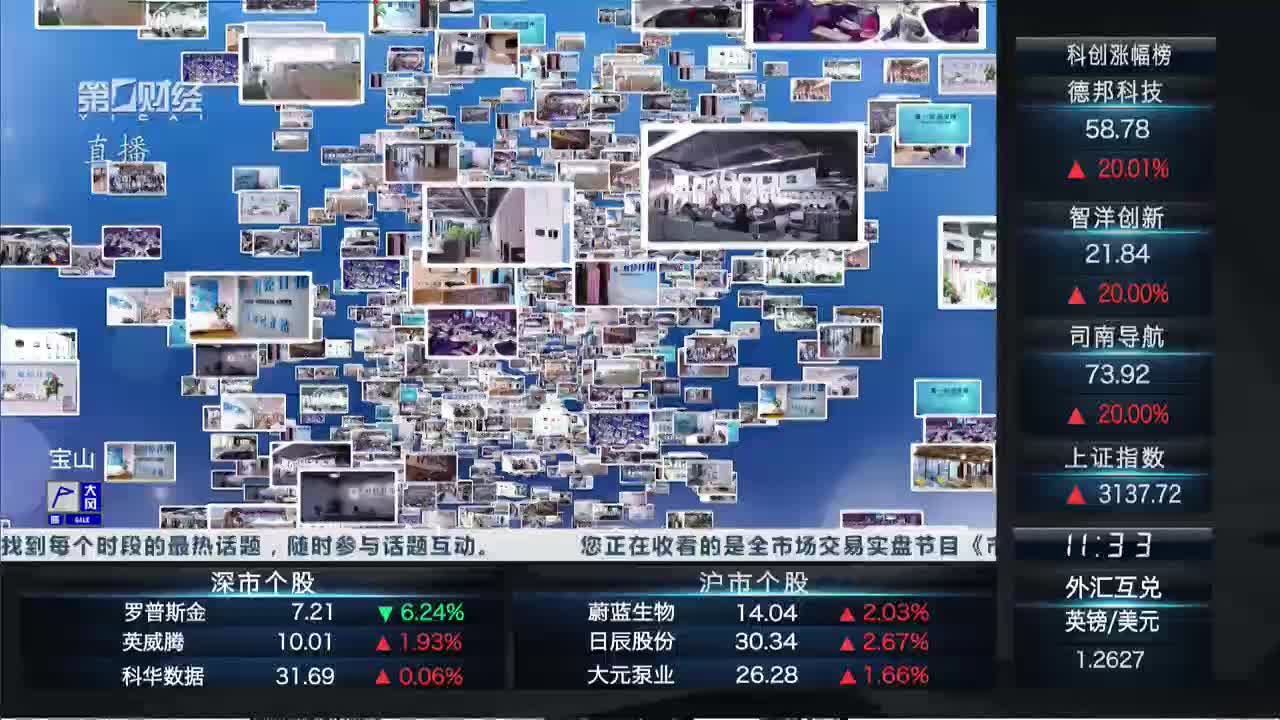 第一财经
YICAI
直播
宝山
大风
GALE
找到每个时段的最热话题，随时参与话题互动。 您正在收看的是全市场交易实盘节目《市
深市个股
罗普斯金 7.21 ▼ 6.24%
英威腾 10.01 ▲ 1.93%
科华数据 31.69 ▲ 0.06%
沪市个股
蔚蓝生物 14.04 ▲ 2.03%
日辰股份 30.34 ▲ 2.67%
大元泵业 26.28 ▲ 1.66%
科创涨幅榜
德邦科技
58.78
▲ 20.01%
智洋创新
21.84
▲ 20.00%
司南导航
73.92
▲ 20.00%
上证指数
▲ 3137.72
11:33
外汇互兑
英镑/美元
1.2627